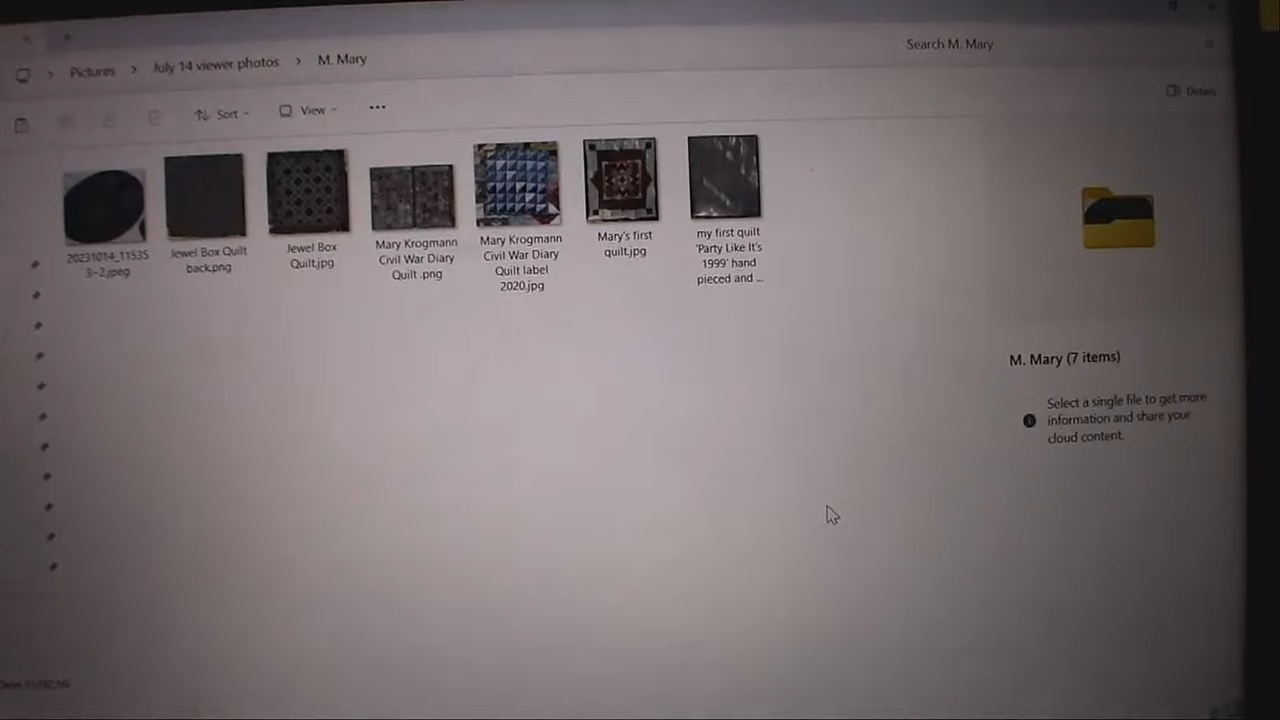 Pictures > July 14 viewer photos > M. Mary
Search M. Mary
Sort
View
Details
20231014_11535
3~2.jpeg
Jewel Box Quilt
back.png
Jewel Box
Quilt.jpg
Mary Krogmann
Civil War Diary
Quilt .png
Mary Krogmann
Civil War Diary
Quilt label
2020.jpg
Mary's first
quilt.jpg
my first quilt
'Party Like It's
1999' hand
pieced and ...
M. Mary (7 items)
Select a single file to get more
information and share your
cloud content.